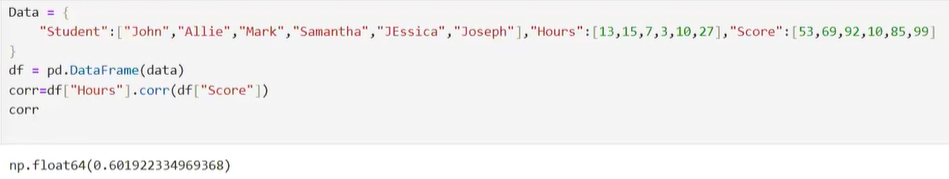 Data = {
    "Student":["John","Allie","Mark","Samantha","JEssica","Joseph"],"Hours":[13,15,7,3,10,27],"Score":[53,69,92,10,85,99]
}
df = pd.DataFrame(data)
corr=df["Hours"].corr(df["Score"])
corr
np.float64(0.601922334969368)